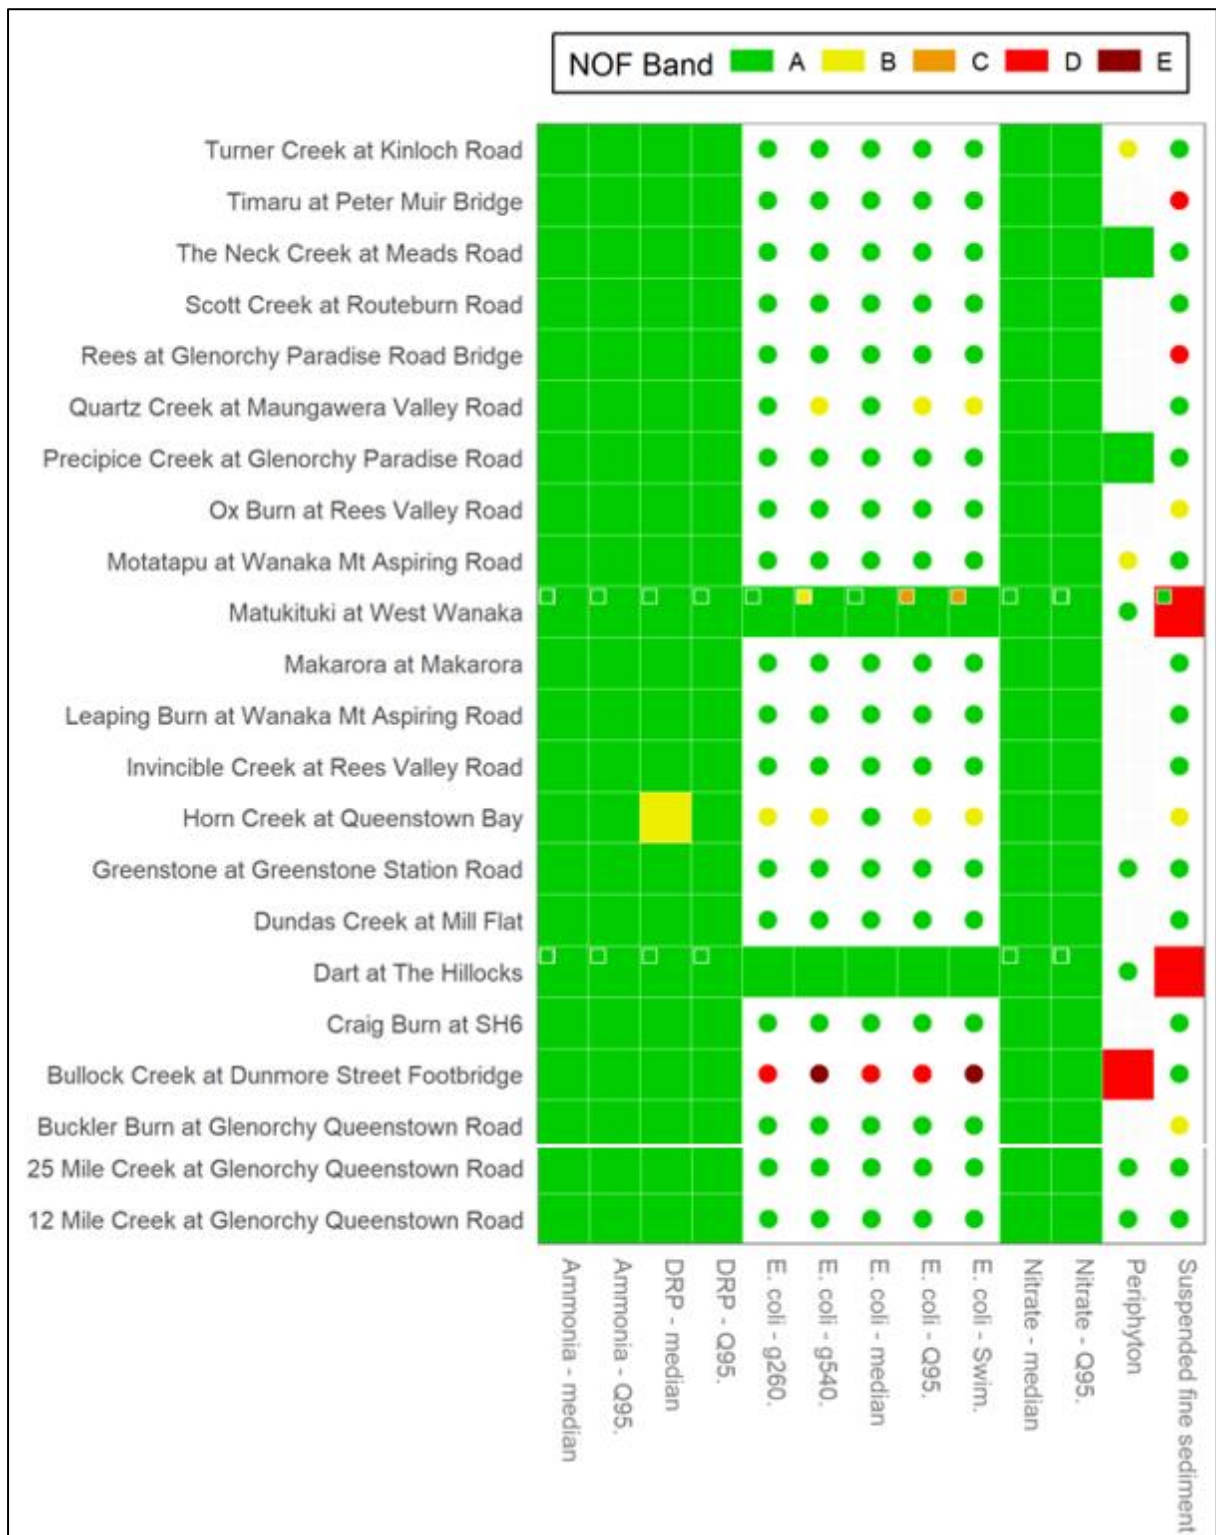 NOF Band A B C D E
Turner Creek at Kinloch Road
Timaru at Peter Muir Bridge
The Neck Creek at Meads Road
Scott Creek at Routeburn Road
Rees at Glenorchy Paradise Road Bridge
Quartz Creek at Maungawera Valley Road
Precipice Creek at Glenorchy Paradise Road
Ox Burn at Rees Valley Road
Motatapu at Wanaka Mt Aspiring Road
Matukituki at West Wanaka
Makarora at Makarora
Leaping Burn at Wanaka Mt Aspiring Road
Invincible Creek at Rees Valley Road
Horn Creek at Queenstown Bay
Greenstone at Greenstone Station Road
Dundas Creek at Mill Flat
Dart at The Hillocks
Craig Burn at SH6
Bullock Creek at Dunmore Street Footbridge
Buckler Burn at Glenorchy Queenstown Road
25 Mile Creek at Glenorchy Queenstown Road
12 Mile Creek at Glenorchy Queenstown Road
Ammonia - median
Ammonia - Q95.
DRP - median
DRP - Q95.
E. coli - g260.
E. coli - g540.
E. coli - median
E. coli - Q95.
E. coli - Swim.
Nitrate - median
Nitrate - Q95.
Periphyton
Suspended fine sediment